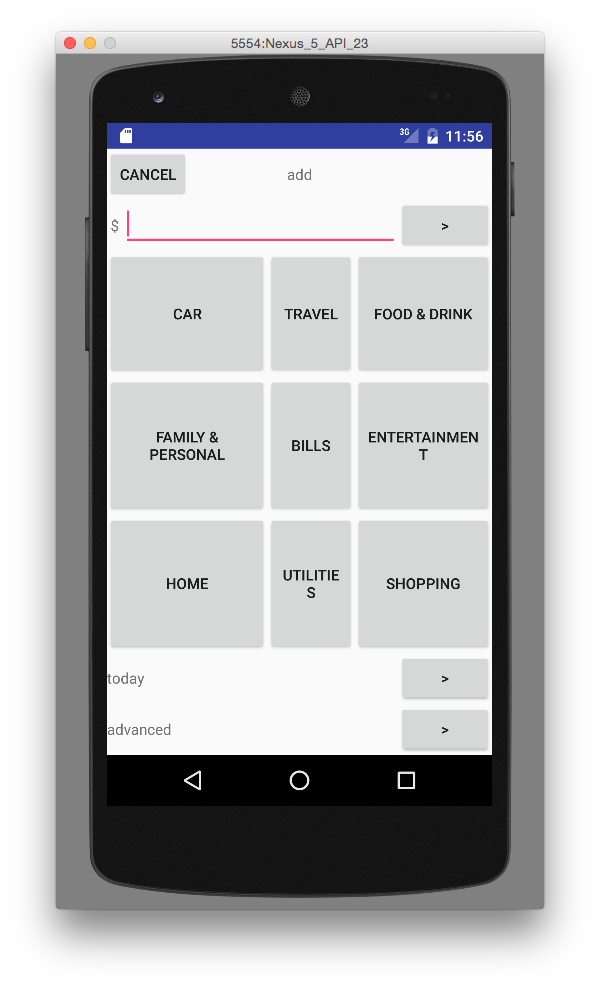 5554:Nexus_5_API_23
3G 11:56
CANCEL add
$ >
CAR TRAVEL FOOD & DRINK
FAMILY &
PERSONAL
BILLS
ENTERTAINMEN
T
HOME
UTILITIE
S
SHOPPING
today >
advanced >